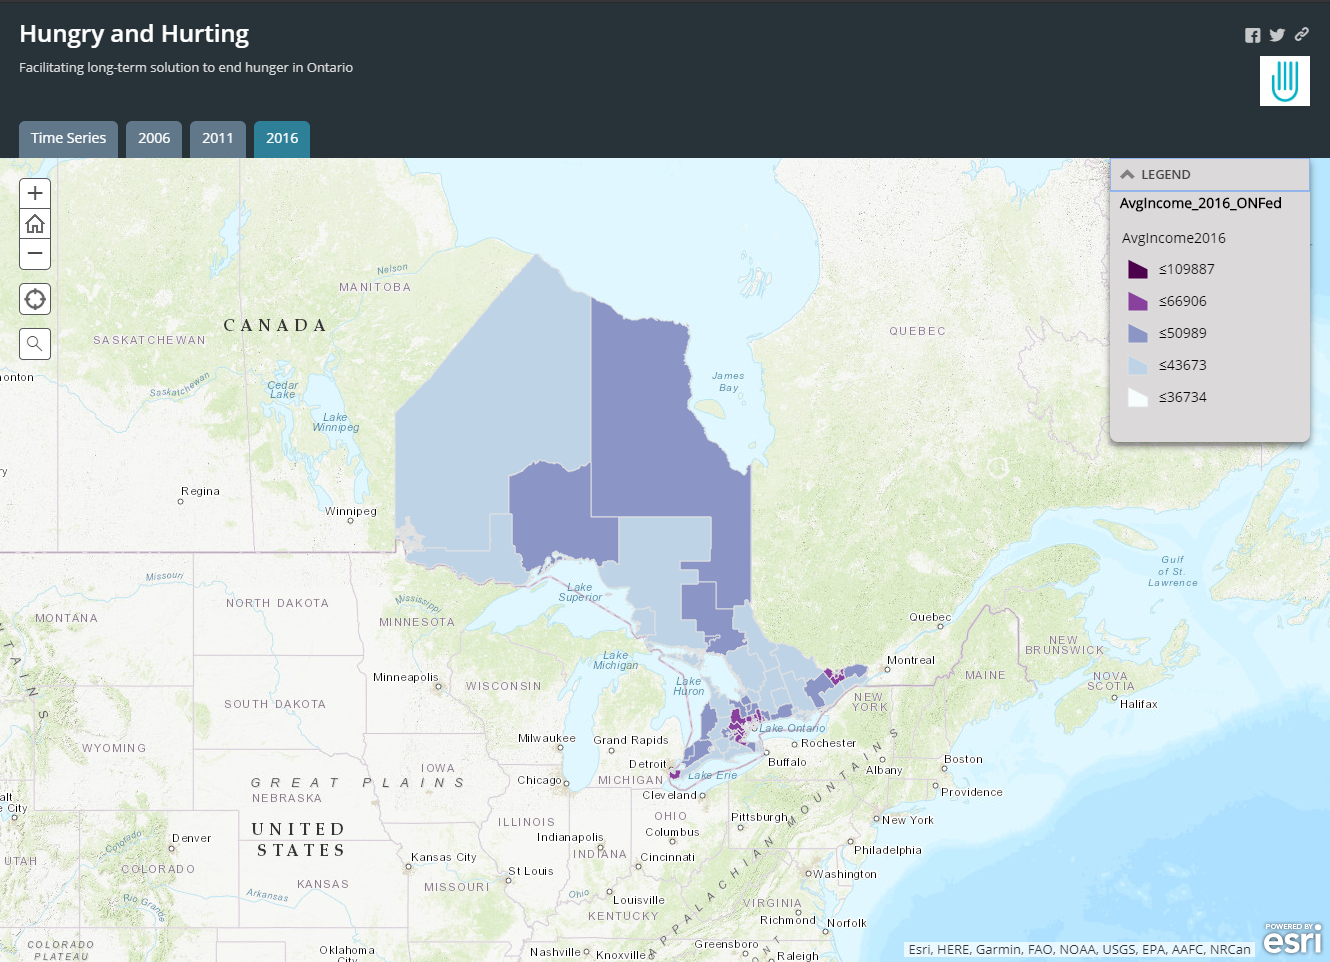 Hungry and Hurting
Facilitating long-term solution to end hunger in Ontario
Time Series
2006
2011
2016
LEGEND
AvgIncome_2016_ONFed
AvgIncome2016
≤109887
≤66906
≤50989
≤43673
≤36734
Nelson
MANITOBA
CANADA
SASKATCHEWAN
QUEBEC
onton
Saskatchewan
Cedar
Lake
James
Bay
Lake
Winnipeg
ry
Regina
Winnipeg
Gulf
of St.
Lawrence
Missouri
Lake
Superior
NORTH DAKOTA
Mississippi
MONTANA
MINNESOTA
Quebec
NEW
BRUNSWICK
Lake
Michigan
Montreal
Minneapolis
WISCONSIN
Lake
Huron
MAINE
NOVA
SCOTIA
NEW
YORK
SOUTH DAKOTA
Halifax
Lake Ontario
Milwaukee
Grand Rapids
Rochester
WYOMING
Detroit
Buffalo
Boston
IOWA
Albany
GREAT PLAINS
Chicago
MICHIGAN
Lake Erie
NEBRASKA
Cleveland
Providence
alt
e City
UNITED
STATES
ILLINOIS
OHIO
Pittsburgh
New York
Columbus
Denver
Colorado
Indianapolis
INDIANA
Philadelphia
UTAH
COLORADO
Kansas City
Cincinnati
St Louis
Washington
KANSAS
MISSOURI
Arkansas
Ohio
Louisville
VIRGINIA
Rio Grande
KENTUCKY
Richmond
Norfolk
APPALACHIAN MOUNTAINS
COLORADO
PLATEAU
Oklahoma
City
Nashville
Knoxville
Greensboro
Raleigh
NTAINS
Esri, HERE, Garmin, FAO, NOAA, USGS, EPA, AAFC, NRCan
POWERED BY
esri